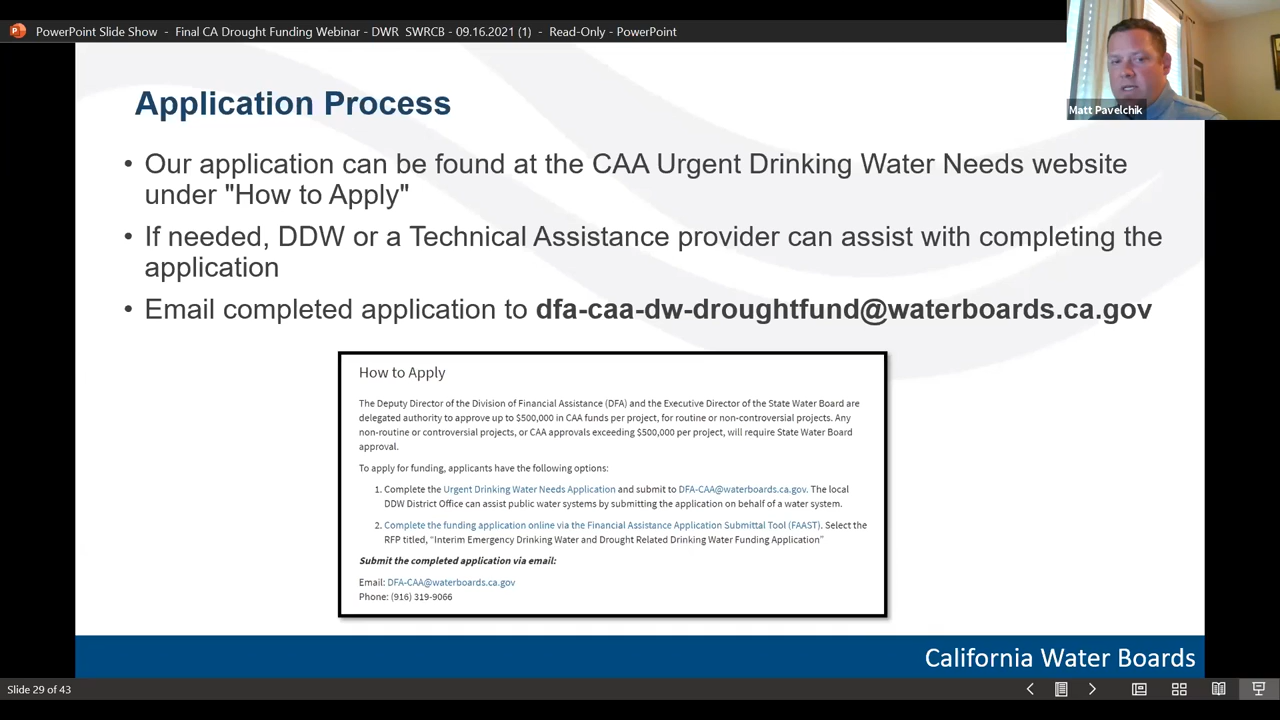 PowerPoint Slide Show - Final CA Drought Funding Webinar - DWR SWRCB - 09.16.2021 (1) - Read-Only - PowerPoint
Matt Pavelchik
Application Process
• Our application can be found at the CAA Urgent Drinking Water Needs website
under "How to Apply"
• If needed, DDW or a Technical Assistance provider can assist with completing the
application
• Email completed application to dfa-caa-dw-droughtfund@waterboards.ca.gov
How to Apply
The Deputy Director of the Division of Financial Assistance (DFA) and the Executive Director of the State Water Board are
delegated authority to approve up to $500,000 in CAA funds per project, for routine or non-controversial projects. Any
non-routine or controversial projects, or CAA approvals exceeding $500,000 per project, will require State Water Board
approval.
To apply for funding, applicants have the following options:
1. Complete the Urgent Drinking Water Needs Application and submit to DFA-CAA@waterboards.ca.gov. The local
DDW District Office can assist public water systems by submitting the application on behalf of a water system.
2. Complete the funding application online via the Financial Assistance Application Submittal Tool (FAAST). Select the
RFP titled, “Interim Emergency Drinking Water and Drought Related Drinking Water Funding Application”
Submit the completed application via email:
Email: DFA-CAA@waterboards.ca.gov
Phone: (916) 319-9066
California Water Boards
Slide 29 of 43